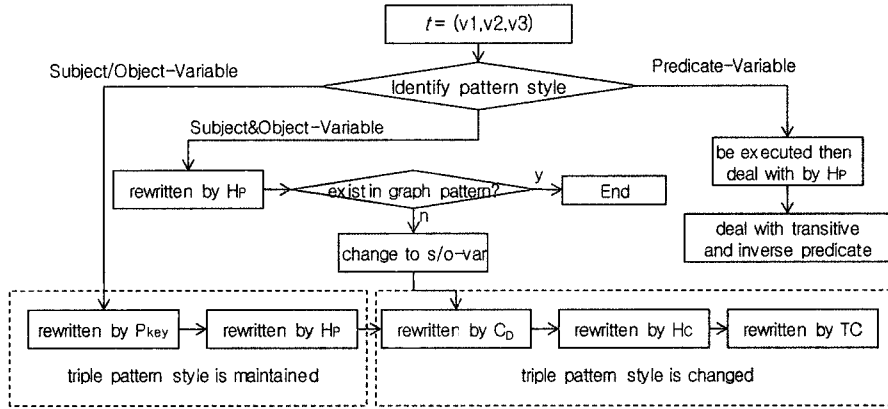 t = (v1,v2,v3)
Subject/Object-Variable
Predicate-Variable
Identify pattern style
Subject&Object-Variable
be executed then
deal with by HP
rewritten by HP
exist in graph pattern?
y
End
n
deal with transitive
and inverse predicate
change to s/o-var
rewritten by Pkey
rewritten by HP
rewritten by CD
rewritten by HC
rewritten by TC
triple pattern style is maintained
triple pattern style is changed